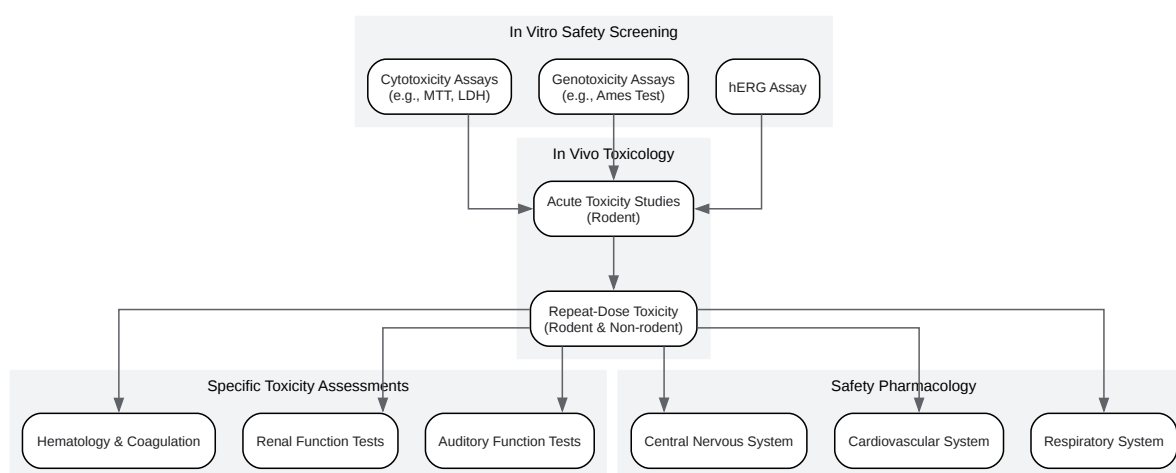 In Vitro Safety Screening
Cytotoxicity Assays
(e.g., MTT, LDH)
Genotoxicity Assays
(e.g., Ames Test)
hERG Assay
In Vivo Toxicology
Acute Toxicity Studies
(Rodent)
Repeat-Dose Toxicity
(Rodent & Non-rodent)
Specific Toxicity Assessments
Hematology & Coagulation
Renal Function Tests
Auditory Function Tests
Safety Pharmacology
Central Nervous System
Cardiovascular System
Respiratory System